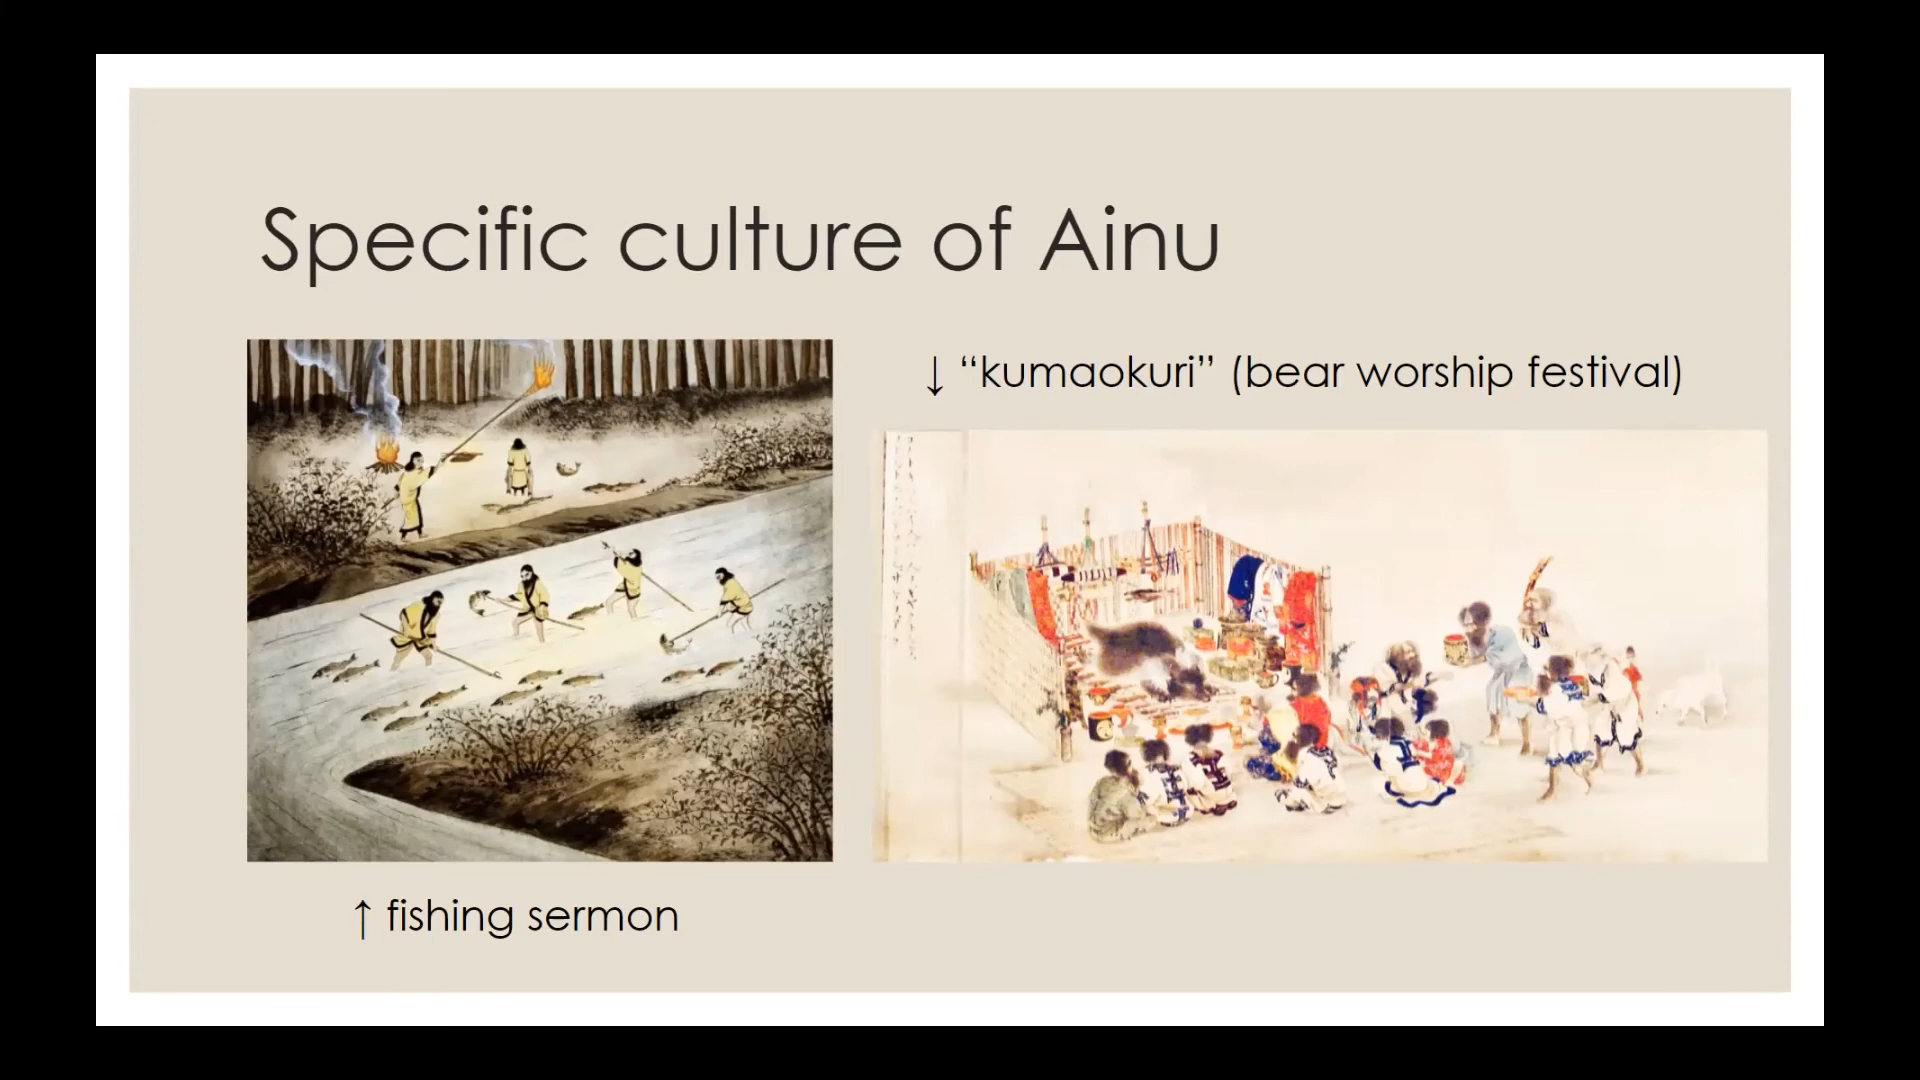 Specific culture of Ainu
↓ “kumaokuri” (bear worship festival)
↑ fishing sermon